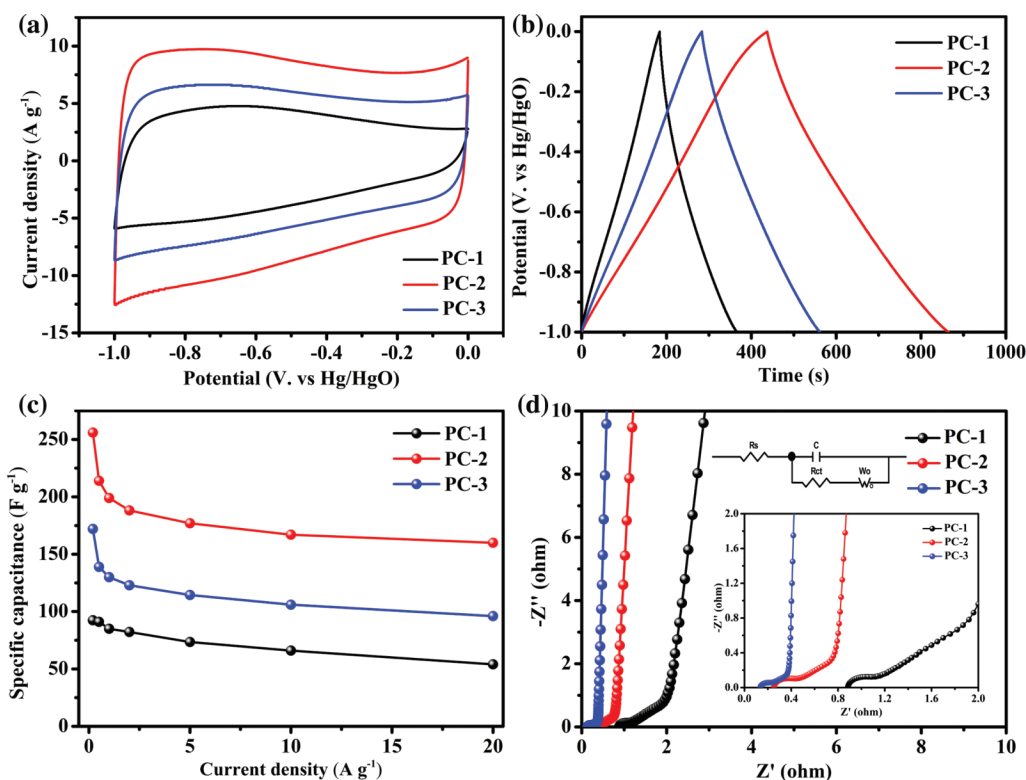 (a)
10
5
0
-5
-10
-15
Current density (A g⁻¹)
PC-1
PC-2
PC-3
-1.0 -0.8 -0.6 -0.4 -0.2 0.0
Potential (V. vs Hg/HgO)
(b)
0.0
-0.2
-0.4
-0.6
-0.8
-1.0
Potential (V. vs Hg/HgO)
PC-1
PC-2
PC-3
0 200 400 600 800 1000
Time (s)
(c)
250
200
150
100
50
0
Specific capacitance (F g⁻¹)
PC-1
PC-2
PC-3
0 5 10 15 20
Current density (A g⁻¹)
(d)
10
8
6
4
2
0
-Z'' (ohm)
PC-1
PC-2
PC-3
Rs C
Rct Wo
2.0
1.6
1.2
0.8
0.4
0.0
-Z'' (ohm)
PC-1
PC-2
PC-3
0.0 0.4 0.8 1.2 1.6 2.0
Z' (ohm)
0 2 4 6 8 10
Z' (ohm)